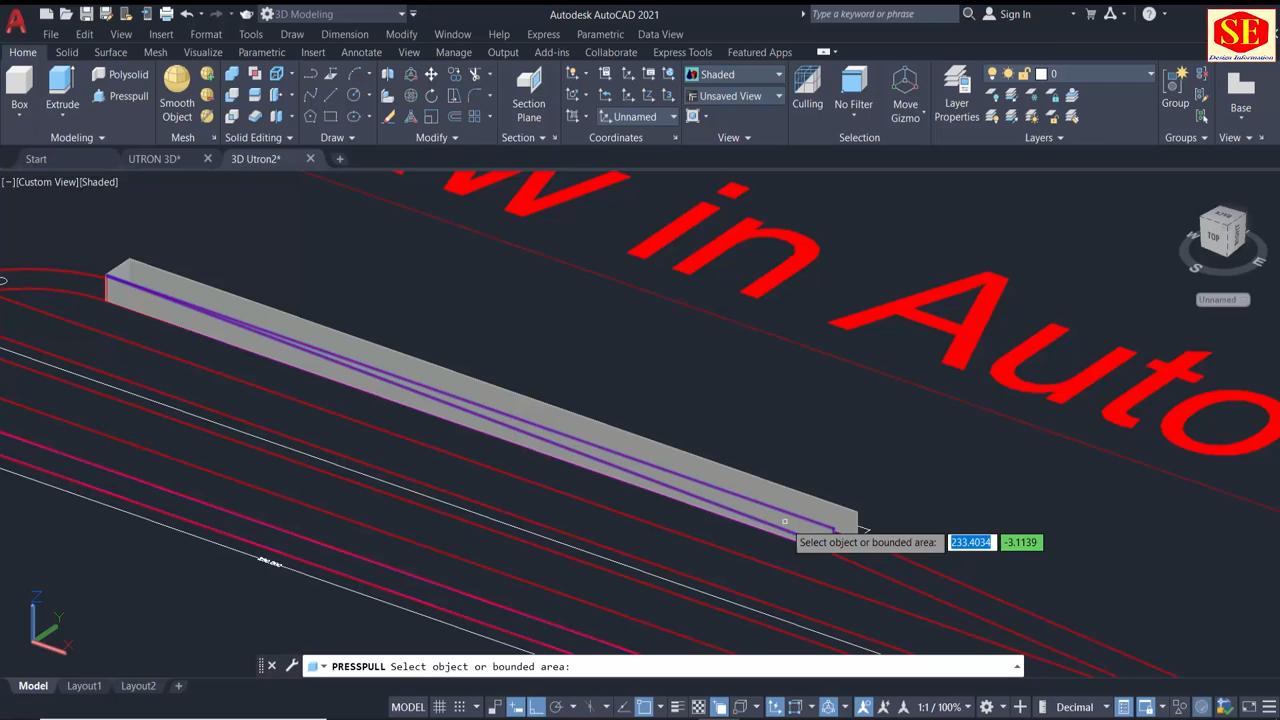 3D Modeling
Autodesk AutoCAD 2021
Type a keyword or phrase
Sign In
SE
Design Information
File Edit View Insert Format Tools Draw Dimension Modify Window Help Express Parametric Data View
Home Solid Surface Mesh Visualize Parametric Insert Annotate View Manage Output Add-ins Collaborate Express Tools Featured Apps
Box
Extrude
Polysolid
Presspull
Smooth
Object
Section
Plane
Unnamed
Shaded
Unsaved View
Culling
No Filter
Move
Gizmo
Layer
Properties
0
Group
Base
Modeling
Mesh
Solid Editing
Draw
Modify
Section
Coordinates
View
Selection
Layers
Groups
View
Start
UTRON 3D*
3D Utron2*
[−][Custom View][Shaded]
w in Auto
BACK
TOP
W
S
E
Unnamed
Select object or bounded area:
233.4034
-3.1139
Z
Y
X
PRESSPULL Select object or bounded area:
Model Layout1 Layout2
MODEL
1:1 / 100%
Decimal